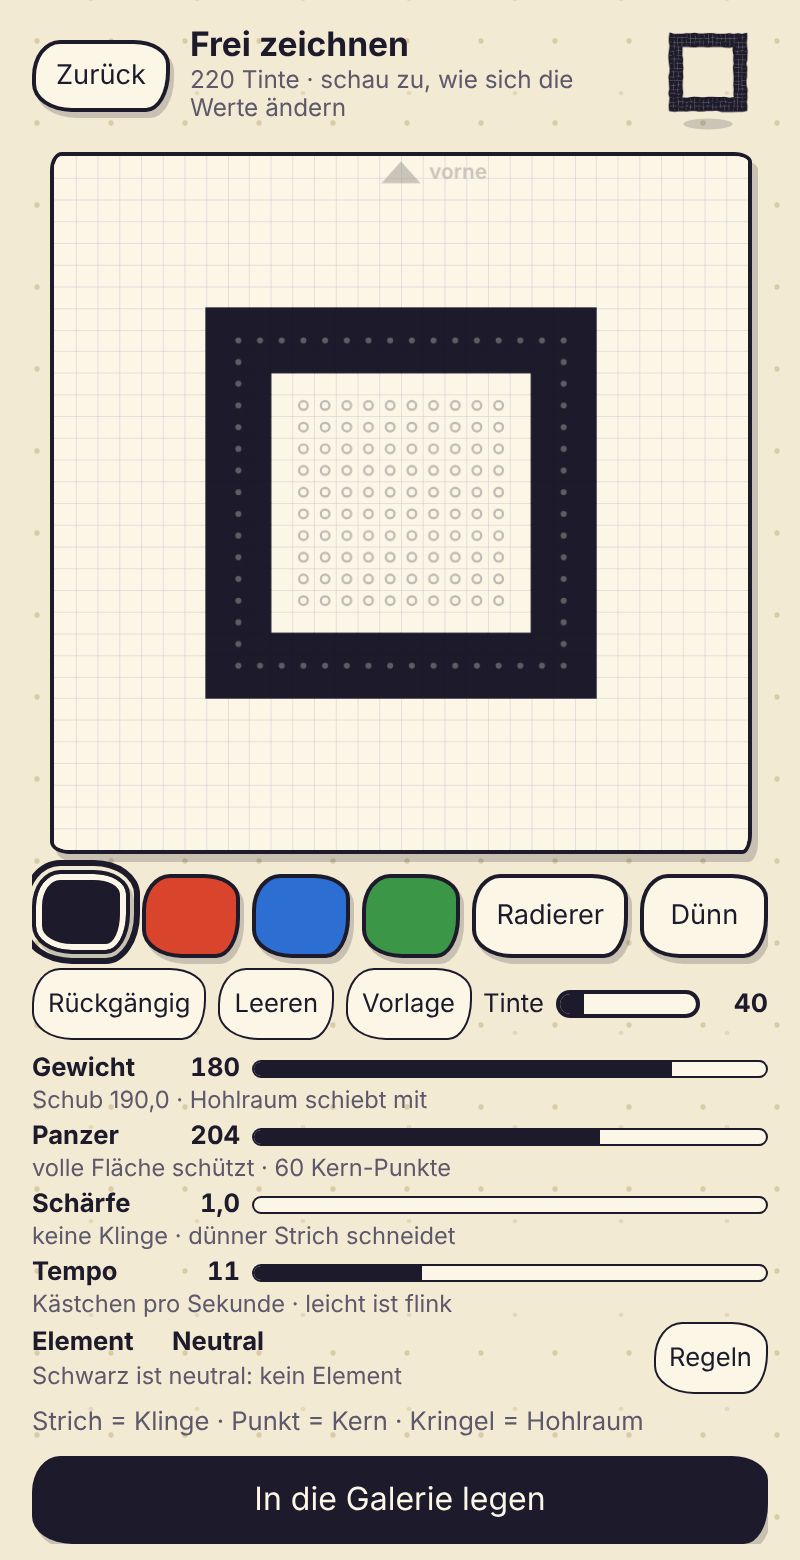 Zurück
Frei zeichnen
220 Tinte · schau zu, wie sich die
Werte ändern
vorne
Radierer
Dünn
Rückgängig
Leeren
Vorlage
Tinte
40
Gewicht 180
Schub 190,0 · Hohlraum schiebt mit
Panzer 204
volle Fläche schützt · 60 Kern-Punkte
Schärfe 1,0
keine Klinge · dünner Strich schneidet
Tempo 11
Kästchen pro Sekunde · leicht ist flink
Element Neutral
Schwarz ist neutral: kein Element
Regeln
Strich = Klinge · Punkt = Kern · Kringel = Hohlraum
In die Galerie legen